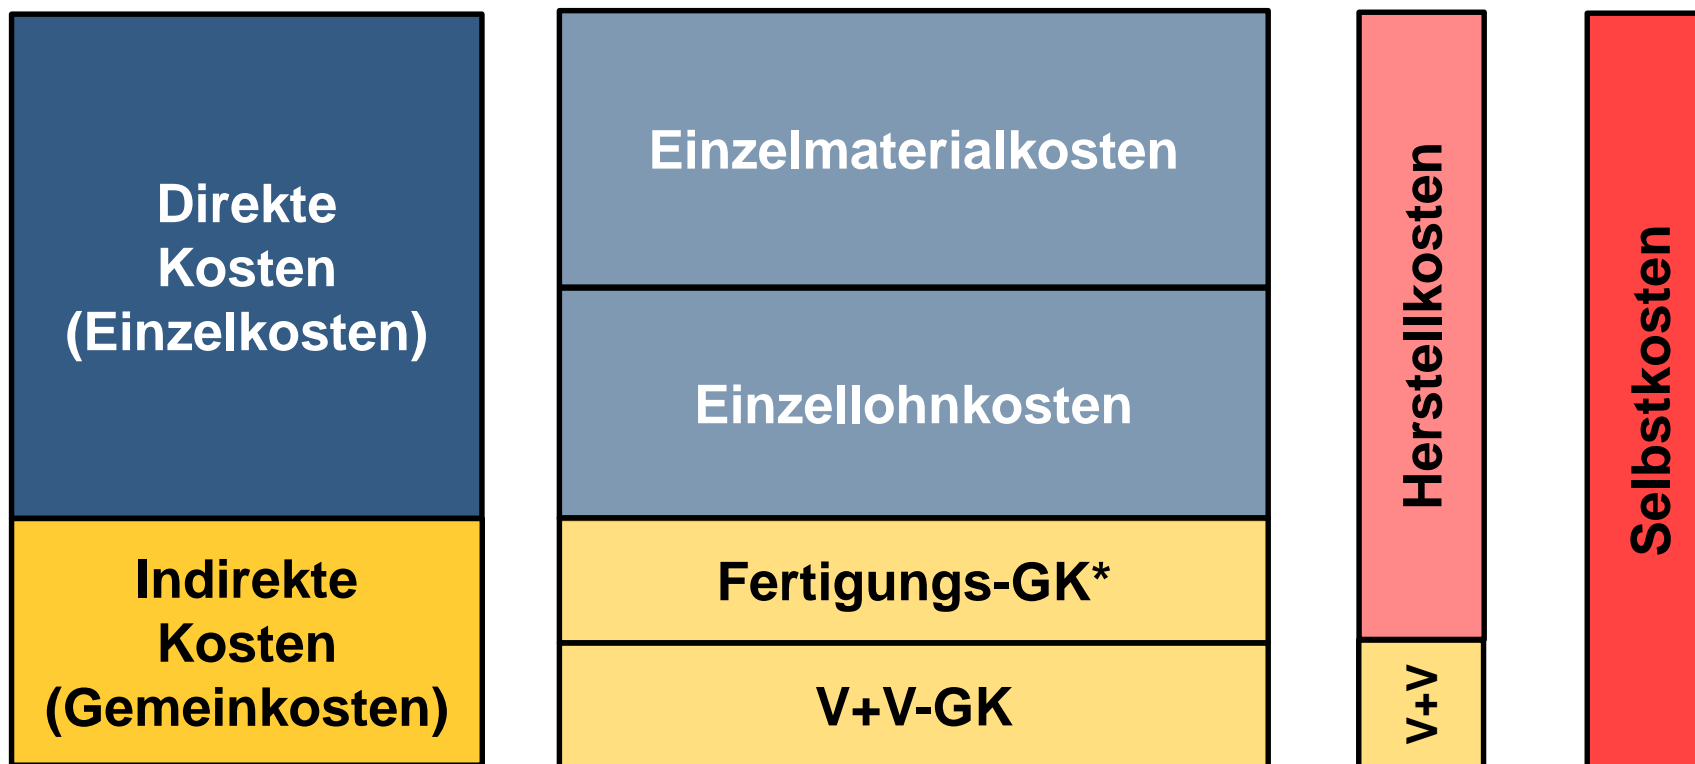 Direkte
Kosten
(Einzelkosten)
Indirekte
Kosten
(Gemeinkosten)
Einzelmaterialkosten
Einzellohnkosten
Fertigungs-GK*
V+V-GK
Herstellkosten
V+V
Selbstkosten